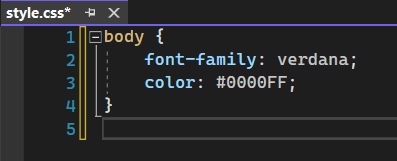 style.css*
1 body {
2 font-family: verdana;
3 color: #0000FF;
4 }
5